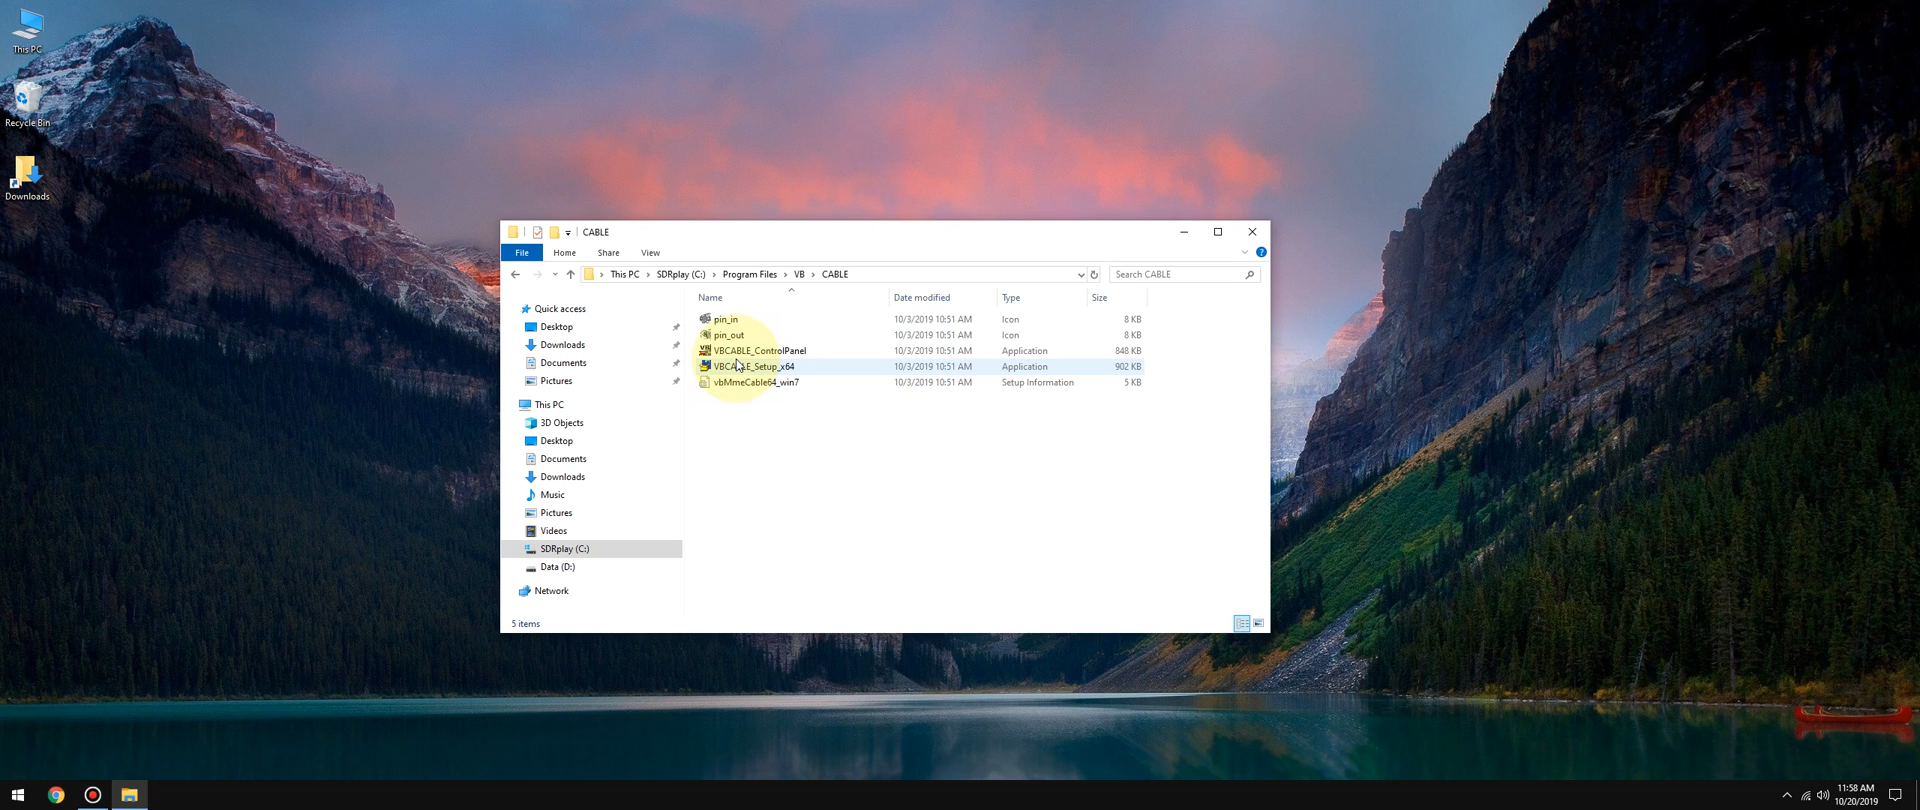 This PC
Recycle Bin
Downloads
CABLE
File Home Share View
This PC SDRplay (C:) Program Files VB CABLE
Search CABLE
Name Date modified Type Size
pin_in 10/3/2019 10:51 AM Icon 8 KB
pin_out 10/3/2019 10:51 AM Icon 8 KB
VBCABLE_ControlPanel 10/3/2019 10:51 AM Application 848 KB
VBCABLE_Setup_x64 10/3/2019 10:51 AM Application 902 KB
vbMmeCable64_win7 10/3/2019 10:51 AM Setup Information 5 KB
Quick access
Desktop
Downloads
Documents
Pictures
This PC
3D Objects
Desktop
Documents
Downloads
Music
Pictures
Videos
SDRplay (C:)
Data (D:)
Network
5 items
11:58 AM
10/20/2019